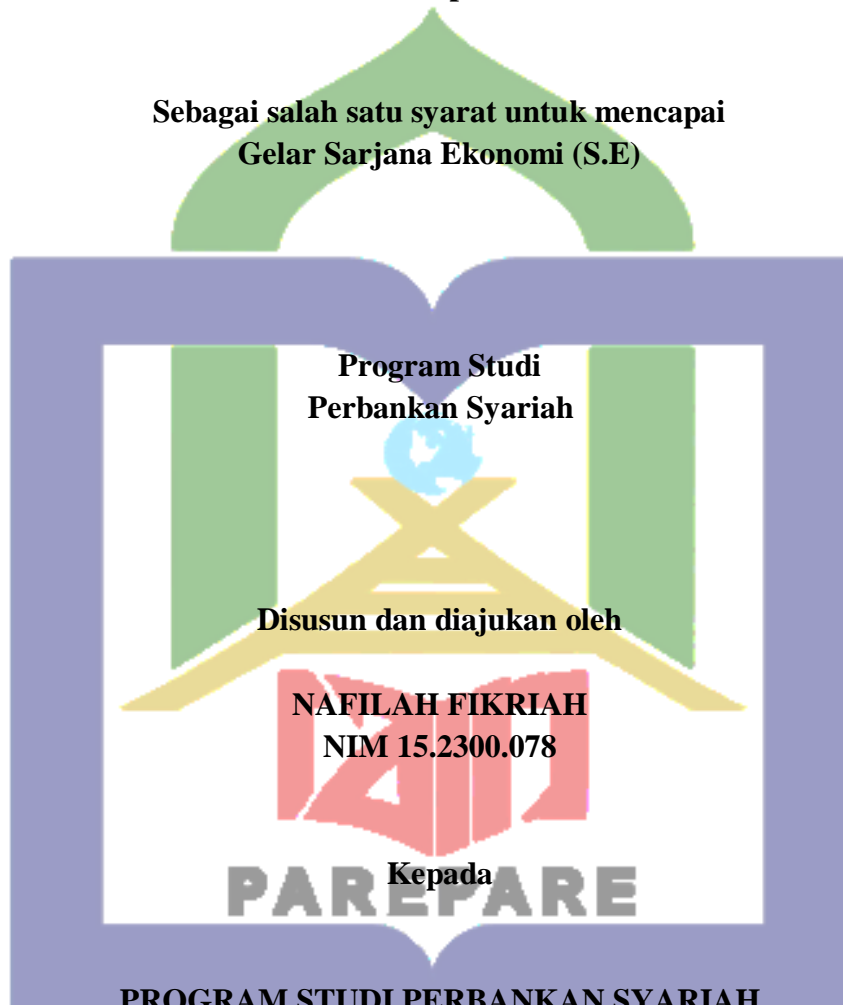 Sebagai salah satu syarat untuk mencapai
Gelar Sarjana Ekonomi (S.E)
Program Studi
Perbankan Syariah
Disusun dan diajukan oleh
NAFILAH FIKRIAH
NIM 15.2300.078
iain
Kepada
PAREPARE
PROGRAM STUDI PERBANKAN SYARIAH